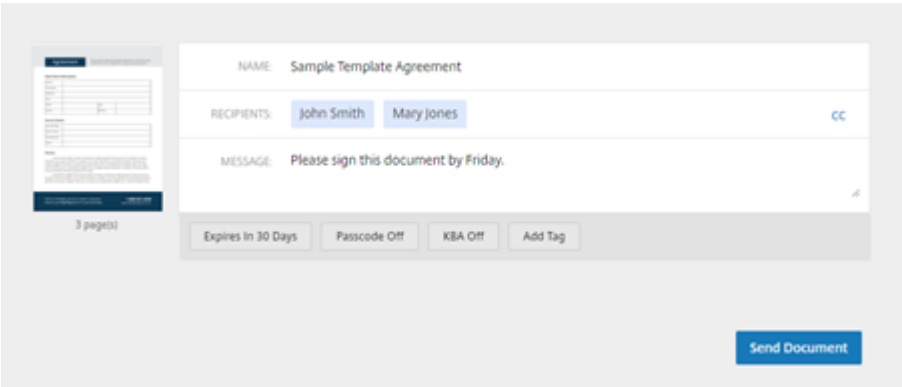 Agreement
3 page(s)
NAME: Sample Template Agreement
RECIPIENTS: John Smith Mary Jones CC
MESSAGE: Please sign this document by Friday.
Expires In 30 Days Passcode Off KBA Off Add Tag
Send Document